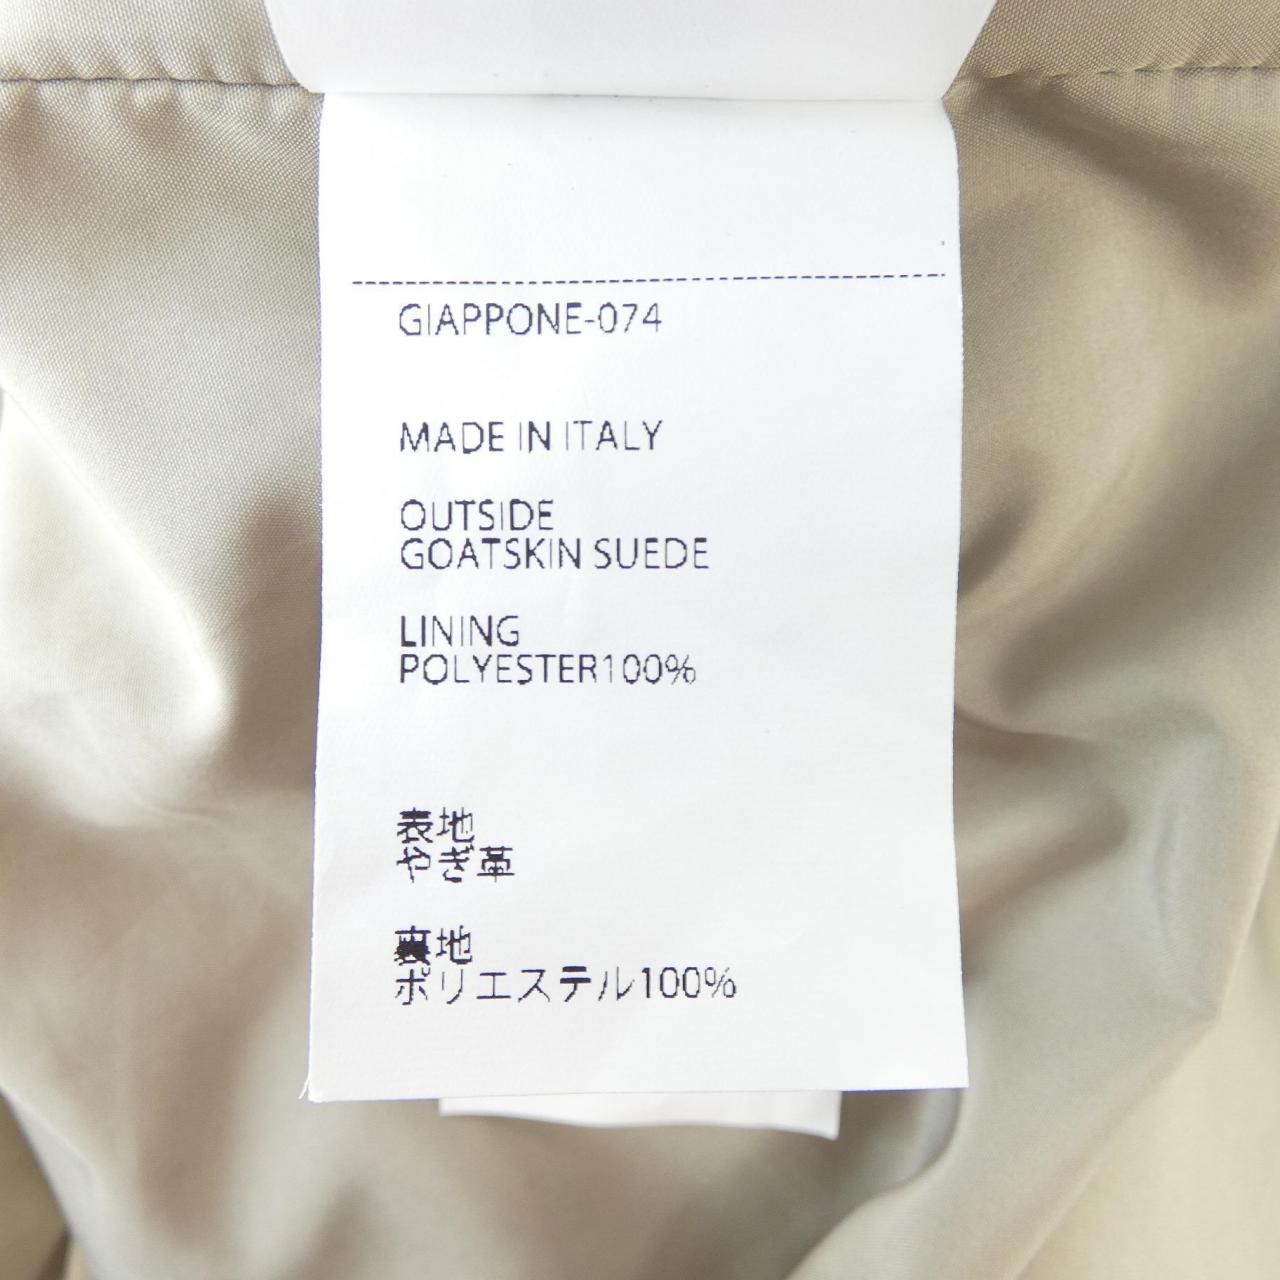 GIAPPONE-074
MADE IN ITALY
OUTSIDE
GOATSKIN SUEDE
LINING
POLYESTER100%
表地
やぎ革
裏地
ポリエステル100%